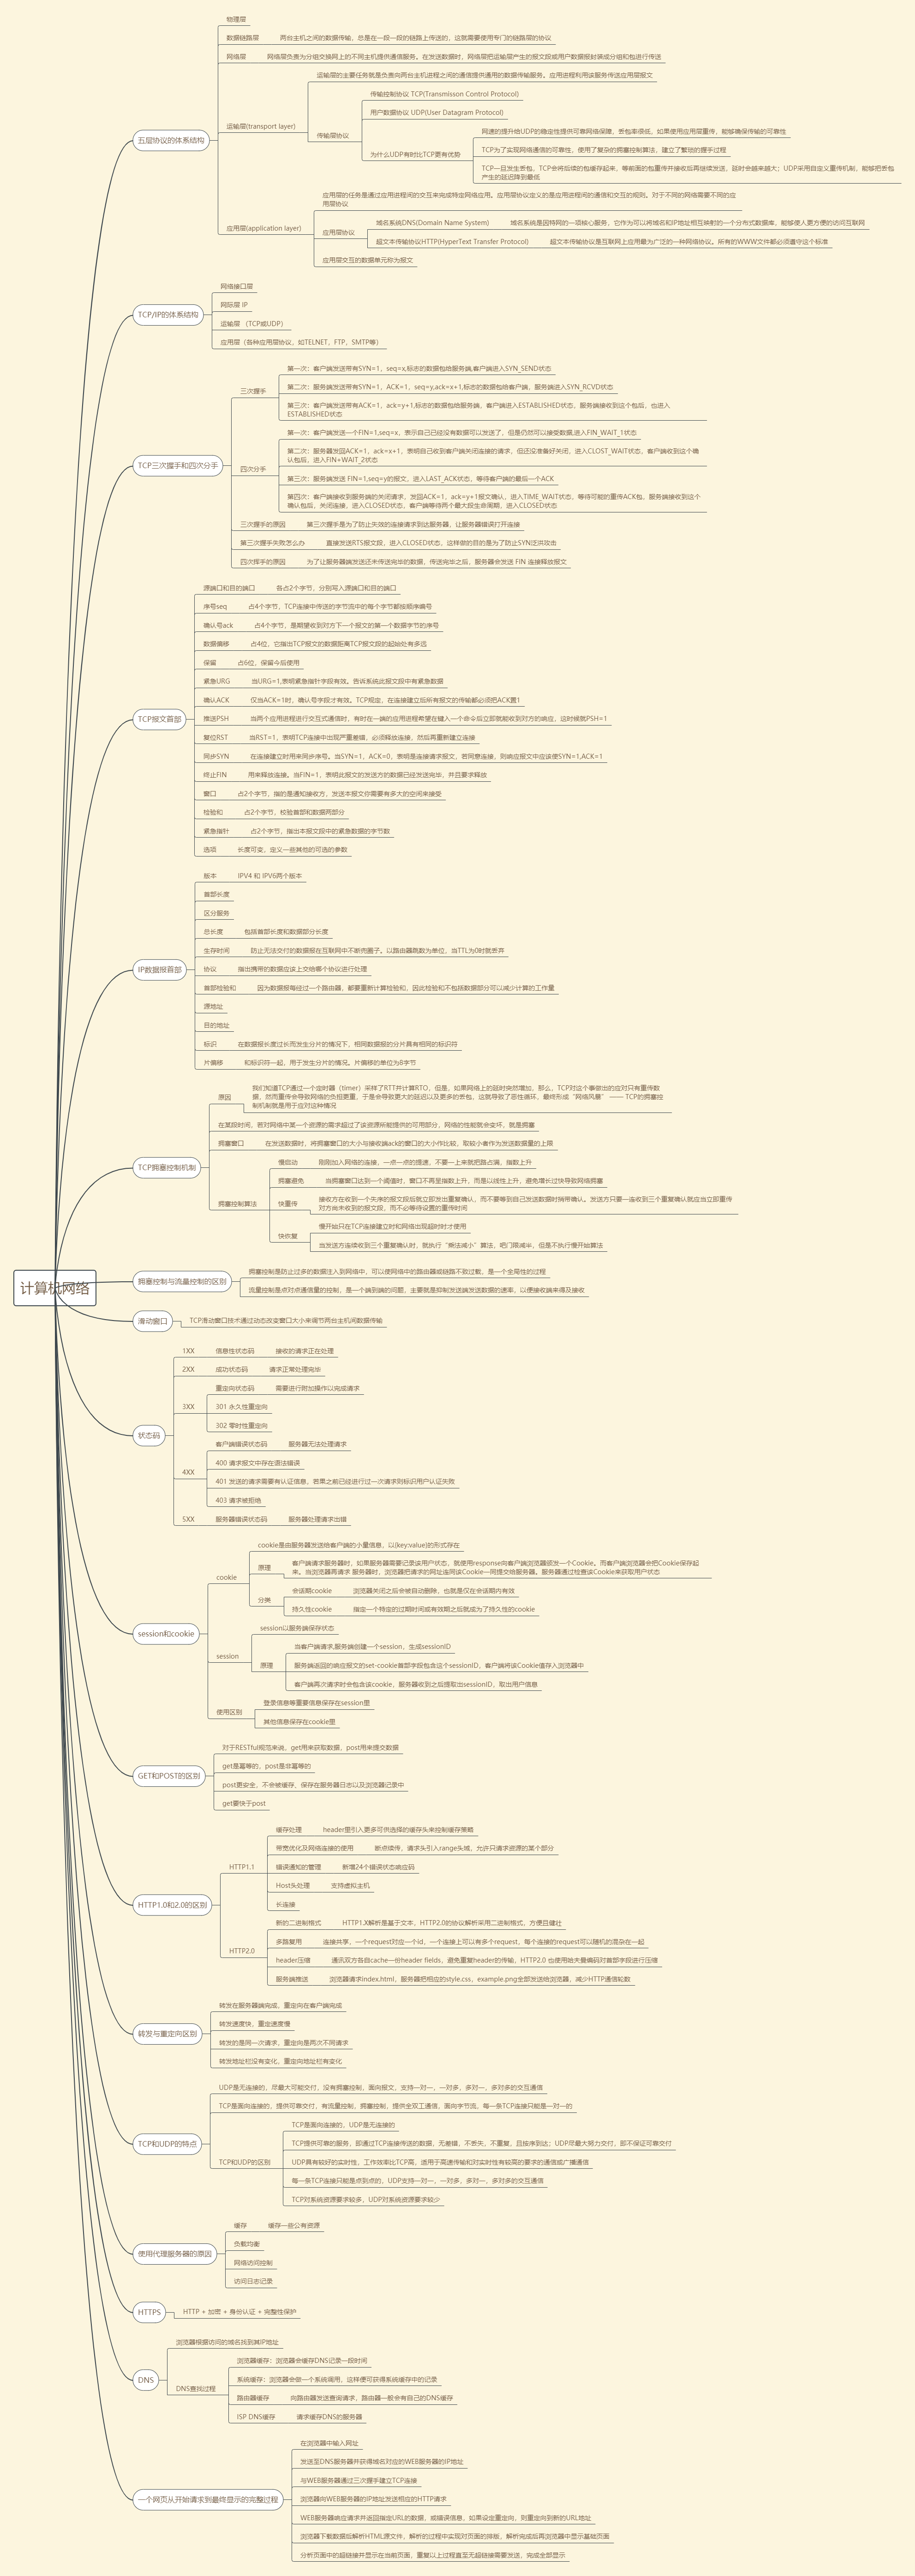 计算机网络
五层协议的体系结构
物理层
数据链路层
两台主机之间的数据传输，总是在一段一段的链路上传送的，这就需要使用专门的链路层的协议
网络层
网络层负责为分组交换网上的不同主机提供通信服务。在发送数据时，网络层把运输层产生的报文段或用户数据报封装成分组和包进行传送
运输层(transport layer)
运输层的主要任务就是负责向两台主机进程之间的通信提供通用的数据传输服务。应用进程利用该服务传送应用层报文
传输层协议
传输控制协议 TCP(Transmisson Control Protocol)
用户数据协议 UDP(User Datagram Protocol)
为什么UDP有时比TCP更有优势
网速的提升给UDP的稳定性提供可靠网络保障，丢包率很低，如果使用应用层重传，能够确保传输的可靠性
TCP为了实现网络通信的可靠性，使用了复杂的拥塞控制算法，建立了繁琐的握手过程
TCP一旦发生丢包，TCP会将后续的包缓存起来，等前面的包重传并接收后再继续发送，延时会越来越大；UDP采用自定义重传机制，能够把丢包
产生的延迟降到最低
应用层(application layer)
应用层的任务是通过应用进程间的交互来完成特定网络应用。应用层协议定义的是应用进程间的通信和交互的规则。对于不同的网络需要不同的应
用层协议
应用层协议
域名系统DNS(Domain Name System)
域名系统是因特网的一项核心服务，它作为可以将域名和IP地址相互映射的一个分布式数据库，能够使人更方便的访问互联网
超文本传输协议HTTP(HyperText Transfer Protocol)
超文本传输协议是互联网上应用最为广泛的一种网络协议。所有的WWW文件都必须遵守这个标准
应用层交互的数据单元称为报文
TCP/IP的体系结构
网络接口层
网际层 IP
运输层 （TCP或UDP）
应用层（各种应用层协议，如TELNET，FTP，SMTP等）
TCP三次握手和四次分手
三次握手
第一次：客户端发送带有SYN=1，seq=x,标志的数据包给服务端,客户端进入SYN_SEND状态
第二次：服务端发送带有SYN=1，ACK=1，seq=y,ack=x+1,标志的数据包给客户端，服务端进入SYN_RCVD状态
第三次：客户端发送带有ACK=1，ack=y+1,标志的数据包给服务端，客户端进入ESTABLISHED状态，服务端接收到这个包后，也进入
ESTABLISHED状态
四次分手
第一次：客户端发送一个FIN=1,seq=x，表示自己已经没有数据可以发送了，但是仍然可以接受数据,进入FIN_WAIT_1状态
第二次：服务器发回ACK=1，ack=x+1，表明自己收到客户端关闭连接的请求，但还没准备好关闭，进入CLOST_WAIT状态，客户端收到这个确
认包后，进入FIN+WAIT_2状态
第三次：服务端发送 FIN=1,seq=y的报文，进入LAST_ACK状态，等待客户端的最后一个ACK
第四次：客户端接收到服务端的关闭请求，发回ACK=1，ack=y+1报文确认，进入TIME_WAIT状态，等待可能的重传ACK包，服务端接收到这个
确认包后，关闭连接，进入CLOSED状态，客户端等待两个最大段生命周期，进入CLOSED状态
三次握手的原因
第三次握手是为了防止失效的连接请求到达服务器，让服务器错误打开连接
第三次握手失败怎么办
直接发送RTS报文段，进入CLOSED状态，这样做的目的是为了防止SYN泛洪攻击
四次挥手的原因
为了让服务器端发送还未传送完毕的数据，传送完毕之后，服务器会发送 FIN 连接释放报文
TCP报文首部
源端口和目的端口
各占2个字节，分别写入源端口和目的端口
序号seq
占4个字节，TCP连接中传送的字节流中的每个字节都按顺序编号
确认号ack
占4个字节，是期望收到对方下一个报文的第一个数据字节的序号
数据偏移
占4位，它指出TCP报文的数据距离TCP报文段的起始处有多远
保留
占6位，保留今后使用
紧急URG
当URG=1,表明紧急指针字段有效。告诉系统此报文段中有紧急数据
确认ACK
仅当ACK=1时，确认号字段才有效。TCP规定，在连接建立后所有报文的传输都必须把ACK置1
推送PSH
当两个应用进程进行交互式通信时，有时在一端的应用进程希望在键入一个命令后立即就能收到对方的响应，这时候就PSH=1
复位RST
当RST=1，表明TCP连接中出现严重差错，必须释放连接，然后再重新建立连接
同步SYN
在连接建立时用来同步序号。当SYN=1，ACK=0，表明是连接请求报文，若同意连接，则响应报文中应该使SYN=1,ACK=1
终止FIN
用来释放连接。当FIN=1，表明此报文的发送方的数据已经发送完毕，并且要求释放
窗口
占2个字节，指的是通知接收方，发送本报文你需要有多大的空间来接受
检验和
占2个字节，校验首部和数据两部分
紧急指针
占2个字节，指出本报文段中的紧急数据的字节数
选项
长度可变，定义一些其他的可选的参数
IP数据报首部
版本
IPV4 和 IPV6两个版本
首部长度
区分服务
总长度
包括首部长度和数据部分长度
生存时间
防止无法交付的数据报在互联网中不断兜圈子。以路由器跳数为单位，当TTL为0时就丢弃
协议
指出携带的数据应该上交给哪个协议进行处理
首部检验和
因为数据报每经过一个路由器，都要重新计算检验和，因此检验和不包括数据部分可以减少计算的工作量
源地址
目的地址
标识
在数据报长度过长而发生分片的情况下，相同数据报的分片具有相同的标识符
片偏移
和标识符一起，用于发生分片的情况。片偏移的单位为8字节
TCP拥塞控制机制
原因
我们知道TCP通过一个定时器（timer）采样了RTT并计算RTO，但是，如果网络上的延时突然增加，那么，TCP对这个事做出的应对只有重传数
据，然而重传会导致网络的负担更重，于是会导致更大的延迟以及更多的丢包，这就导致了恶性循环，最终形成“网络风暴” —— TCP的拥塞控
制机制就是用于应对这种情况
在某段时间，若对网络中某一个资源的需求超过了该资源所能提供的可用部分，网络的性能就会变坏，就是拥塞
拥塞窗口
在发送数据时，将拥塞窗口的大小与接收端ack的窗口的大小作比较，取较小者作为发送数据量的上限
拥塞控制算法
慢启动
刚刚加入网络的连接，一点一点的提速，不要一上来就把路占满，指数上升
拥塞避免
当拥塞窗口达到一个阈值时，窗口不再呈指数上升，而是以线性上升，避免增长过快导致网络拥塞
快重传
接收方在收到一个失序的报文段后就立即发出重复确认，而不要等到自己发送数据时捎带确认。发送方只要一连收到三个重复确认就应当立即重传
对方尚未收到的报文段，而不必等待设置的重传时间
快恢复
慢开始只在TCP连接建立时和网络出现超时时才使用
当发送方连续收到三个重复确认时，就执行“乘法减小”算法，吧门限减半，但是不执行慢开始算法
拥塞控制与流量控制的区别
拥塞控制是防止过多的数据注入到网络中，可以使网络中的路由器或链路不致过载，是一个全局性的过程
流量控制是点对点通信量的控制，是一个端到端的问题，主要就是抑制发送端发送数据的速率，以便接收端来得及接收
滑动窗口
TCP滑动窗口技术通过动态改变窗口大小来调节两台主机间数据传输
状态码
1XX
信息性状态码
接收的请求正在处理
2XX
成功状态码
请求正常处理完毕
3XX
重定向状态码
需要进行附加操作以完成请求
301 永久性重定向
302 零时性重定向
4XX
客户端错误状态码
服务器无法处理请求
400 请求报文中存在语法错误
401 发送的请求需要有认证信息，若果之前已经进行过一次请求则标识用户认证失败
403 请求被拒绝
5XX
服务器错误状态码
服务器处理请求出错
session和cookie
cookie
cookie是由服务器发送给客户端的小量信息，以{key:value}的形式存在
原理
客户端请求服务器时，如果服务器需要记录该用户状态，就使用response向客户端浏览器颁发一个Cookie。而客户端浏览器会把Cookie保存起
来。当浏览器再请求 服务器时，浏览器把请求的网址连同该Cookie一同提交给服务器。服务器通过检查该Cookie来获取用户状态
分类
会话期cookie
浏览器关闭之后会被自动删除，也就是仅在会话期内有效
持久性cookie
指定一个特定的过期时间或有效期之后就成为了持久性的cookie
session
session以服务端保存状态
原理
当客户端请求,服务端创建一个session，生成sessionID
服务端返回的响应报文的set-cookie首部字段包含这个sessionID，客户端将该Cookie值存入浏览器中
客户端再次请求时会包含该cookie，服务器收到之后提取出sessionID，取出用户信息
使用区别
登录信息等重要信息保存在session里
其他信息保存在cookie里
GET和POST的区别
对于RESTful规范来说，get用来获取数据，post用来提交数据
get是幂等的，post是非幂等的
post更安全，不会被缓存，保存在服务器日志以及浏览器记录中
get要快于post
HTTP1.0和2.0的区别
HTTP1.1
缓存处理
header里引入更多可供选择的缓存头来控制缓存策略
带宽优化及网络连接的使用
断点续传，请求头引入range头域，允许只请求资源的某个部分
错误通知的管理
新增24个错误状态响应码
Host头处理
支持虚拟主机
长连接
HTTP2.0
新的二进制格式
HTTP1.X解析是基于文本，HTTP2.0的协议解析采用二进制格式，方便且健壮
多路复用
连接共享，一个request对应一个id，一个连接上可以有多个request，每个连接的request可以随机的混杂在一起
header压缩
通讯双方各自cache一份header fields，避免重复header的传输，HTTP2.0 也使用哈夫曼编码对首部字段进行压缩
服务端推送
浏览器请求index.html，服务器把相应的style.css，example.png全部发送给浏览器，减少HTTP通信轮数
转发与重定向区别
转发在服务器端完成，重定向在客户端完成
转发速度快，重定速度慢
转发的是同一次请求，重定向是两次不同请求
转发地址栏没有变化，重定向地址栏有变化
TCP和UDP的特点
UDP是无连接的，尽最大可能交付，没有拥塞控制，面向报文，支持一对一，一对多，多对一，多对多的交互通信
TCP是面向连接的，提供可靠交付，有流量控制，拥塞控制，提供全双工通信，面向字节流，每一条TCP连接只能是一对一的
TCP和UDP的区别
TCP是面向连接的，UDP是无连接的
TCP提供可靠的服务，即通过TCP连接传送的数据，无差错，不丢失，不重复，且按序到达；UDP尽最大努力交付，即不保证可靠交付
UDP具有较好的实时性，工作效率比TCP高，适用于高速传输和对实时性有较高的要求的通信或广播通信
每一条TCP连接只能是点到点的，UDP支持一对一，一对多，多对一，多对多的交互通信
TCP对系统资源要求较多，UDP对系统资源要求较少
使用代理服务器的原因
缓存
缓存一些公有资源
负载均衡
网络访问控制
访问日志记录
HTTPS
HTTP + 加密 + 身份认证 + 完整性保护
DNS
浏览器根据访问的域名找到其IP地址
DNS查找过程
浏览器缓存：浏览器会缓存DNS记录一段时间
系统缓存：浏览器会做一个系统调用，这样便可获得系统缓存中的记录
路由器缓存
向路由器发送查询请求，路由器一般会有自己的DNS缓存
ISP DNS缓存
请求缓存DNS的服务器
一个网页从开始请求到最终显示的完整过程
在浏览器中输入网址
发送至DNS服务器并获得域名对应的WEB服务器的IP地址
与WEB服务器通过三次握手建立TCP连接
浏览器向WEB服务器的IP地址发送相应的HTTP请求
WEB服务器响应请求并返回指定URL的数据，或错误信息，如果设定重定向，则重定向到新的URL地址
浏览器下载数据后解析HTML源文件，解析的过程中实现对页面的排版，解析完成后再浏览器中显示基础页面
分析页面中的超链接并显示在当前页面，重复以上过程直至无超链接需要发送，完成全部显示